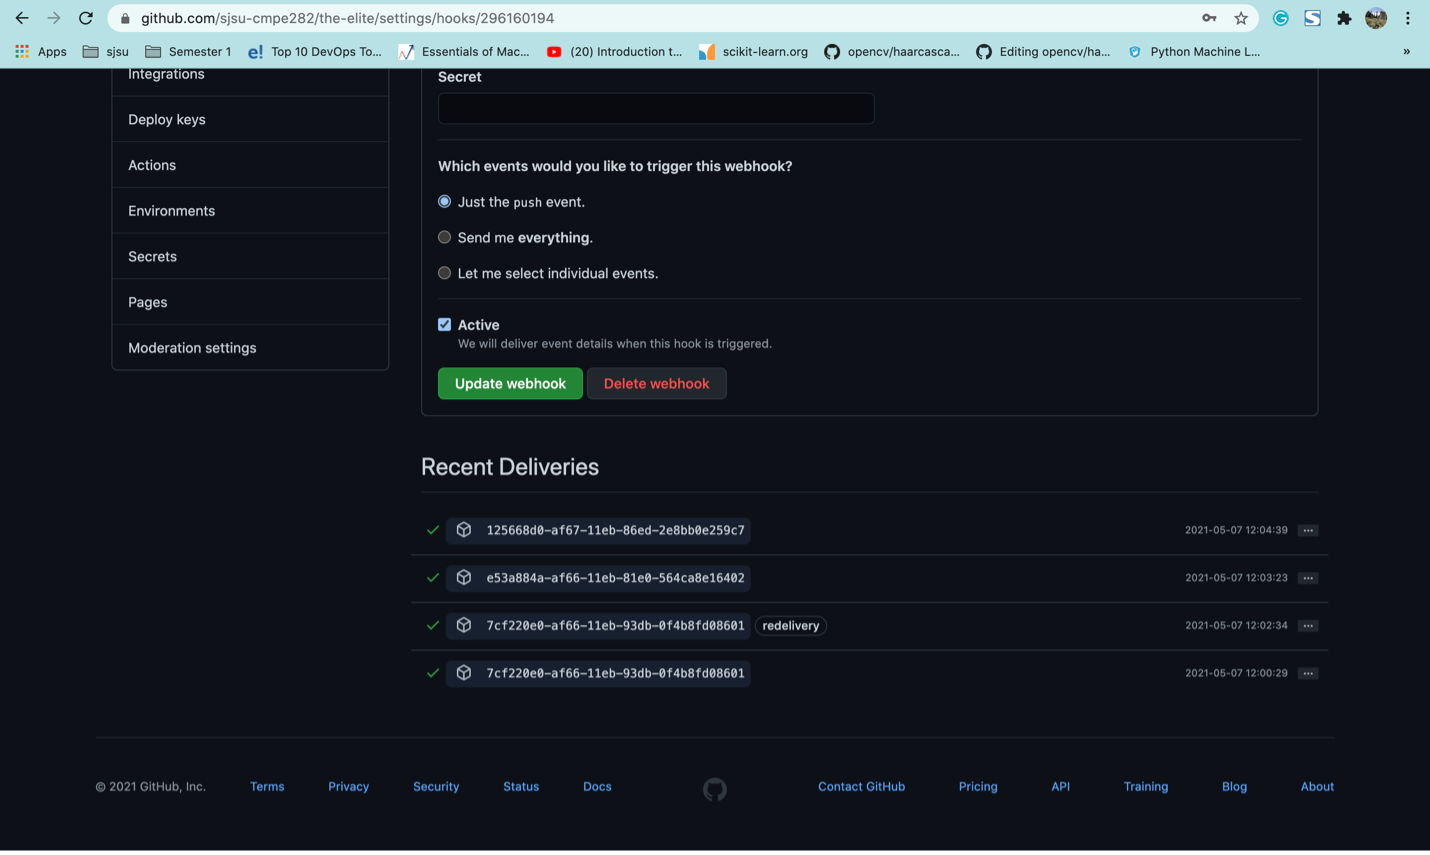 github.com/sjsu-cmpe282/the-elite/settings/hooks/296160194
Apps sjsu Semester 1 e! Top 10 DevOps To... Essentials of Mac... (20) Introduction t... scikit-learn.org opencv/haarcasca... Editing opencv/ha... Python Machine L... »
Integrations
Deploy keys
Actions
Environments
Secrets
Pages
Moderation settings
Secret
Which events would you like to trigger this webhook?
Just the push event.
Send me everything.
Let me select individual events.
Active
We will deliver event details when this hook is triggered.
Update webhook Delete webhook
Recent Deliveries
125668d0-af67-11eb-86ed-2e8bb0e259c7 2021-05-07 12:04:39 ...
e53a884a-af66-11eb-81e0-564ca8e16402 2021-05-07 12:03:23 ...
7cf220e0-af66-11eb-93db-0f4b8fd08601 redelivery 2021-05-07 12:02:34 ...
7cf220e0-af66-11eb-93db-0f4b8fd08601 2021-05-07 12:00:29 ...
© 2021 GitHub, Inc. Terms Privacy Security Status Docs Contact GitHub Pricing API Training Blog About